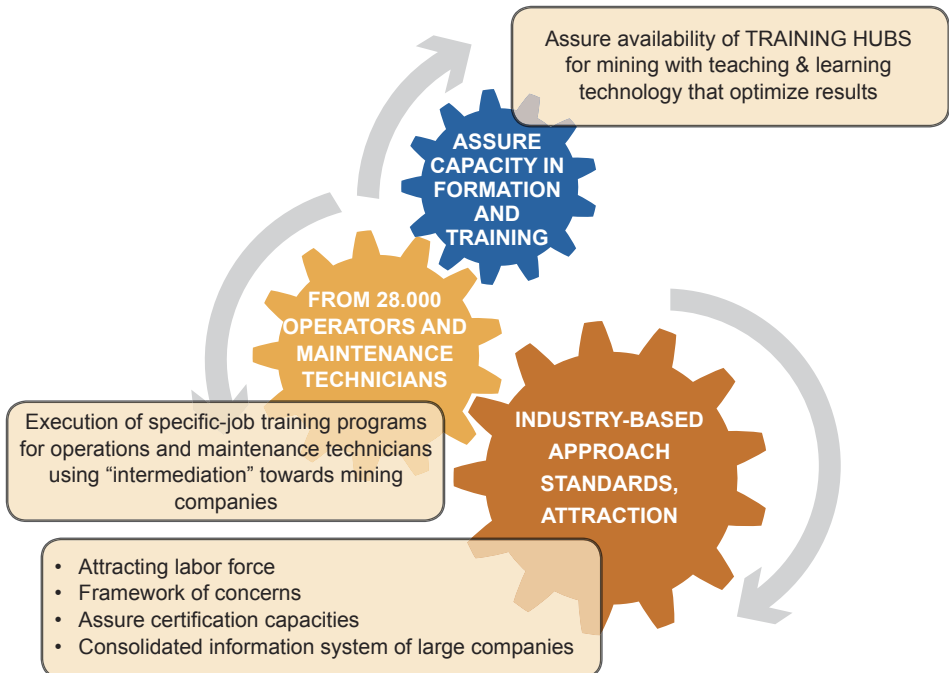 Assure availability of TRAINING HUBS
for mining with teaching & learning
technology that optimize results
ASSURE
CAPACITY IN
FORMATION
AND
TRAINING
FROM 28.000
OPERATORS AND
MAINTENANCE
TECHNICIANS
Execution of specific-job training programs
for operations and maintenance technicians
using “intermediation” towards mining
companies
INDUSTRY-BASED
APPROACH
STANDARDS,
ATTRACTION
• Attracting labor force
• Framework of concerns
• Assure certification capacities
• Consolidated information system of large companies